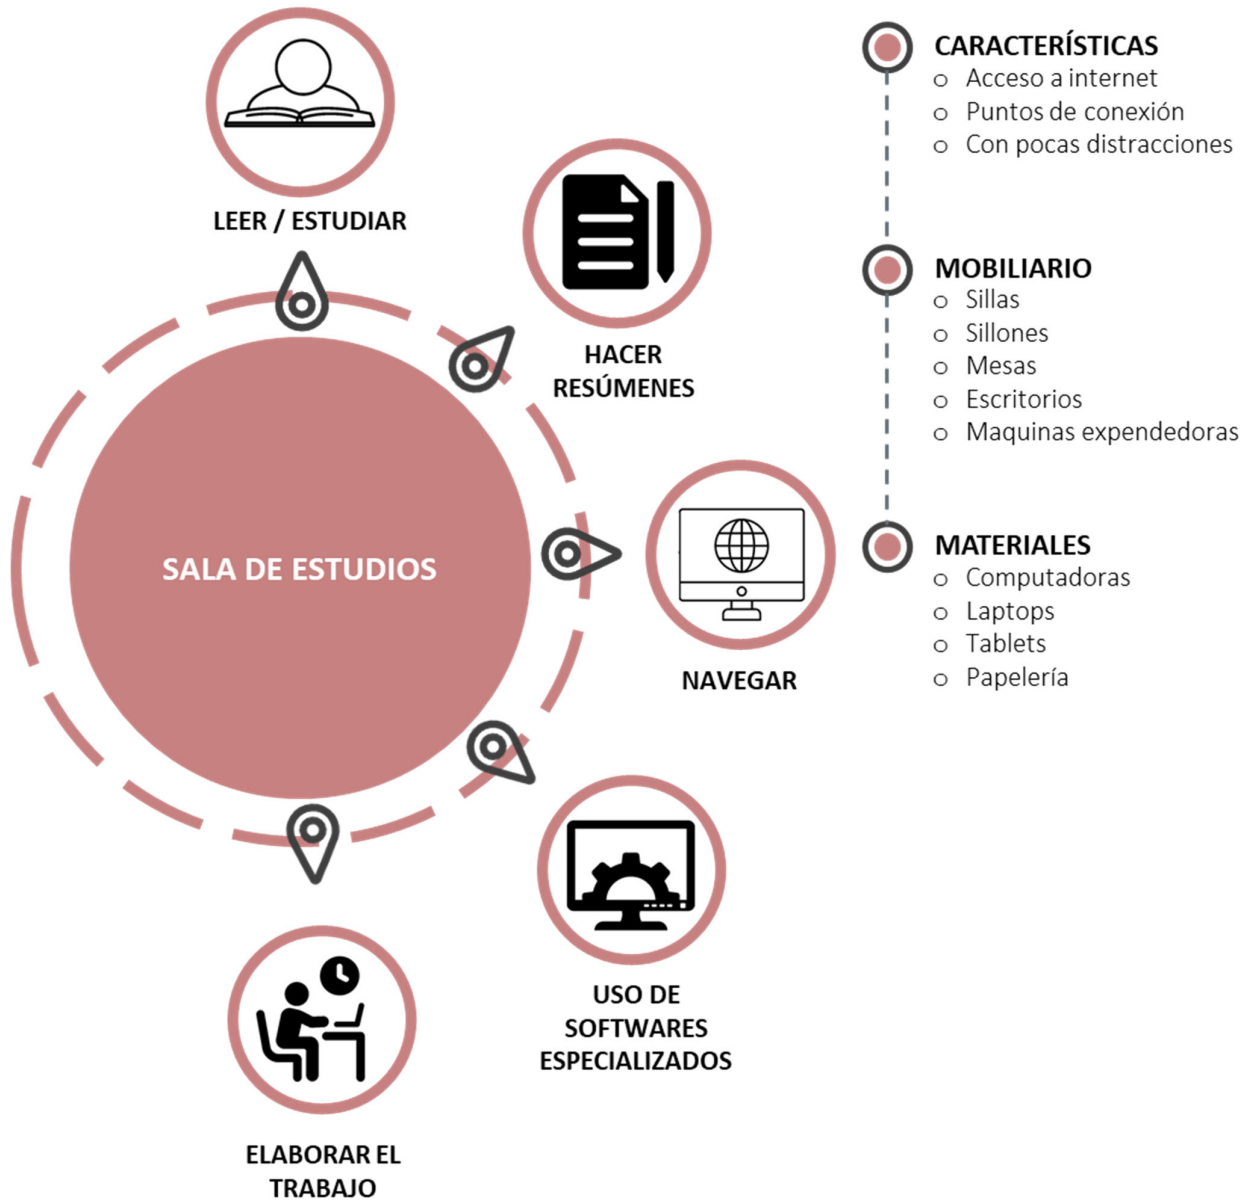 LEER / ESTUDIAR
HACER
RESÚMENES
SALA DE ESTUDIOS
NAVEGAR
USO DE
SOFTWARES
ESPECIALIZADOS
ELABORAR EL
TRABAJO
CARACTERÍSTICAS
o Acceso a internet
o Puntos de conexión
o Con pocas distracciones
MOBILIARIO
o Sillas
o Sillones
o Mesas
o Escritorios
o Maquinas expendedoras
MATERIALES
o Computadoras
o Laptops
o Tablets
o Papelería